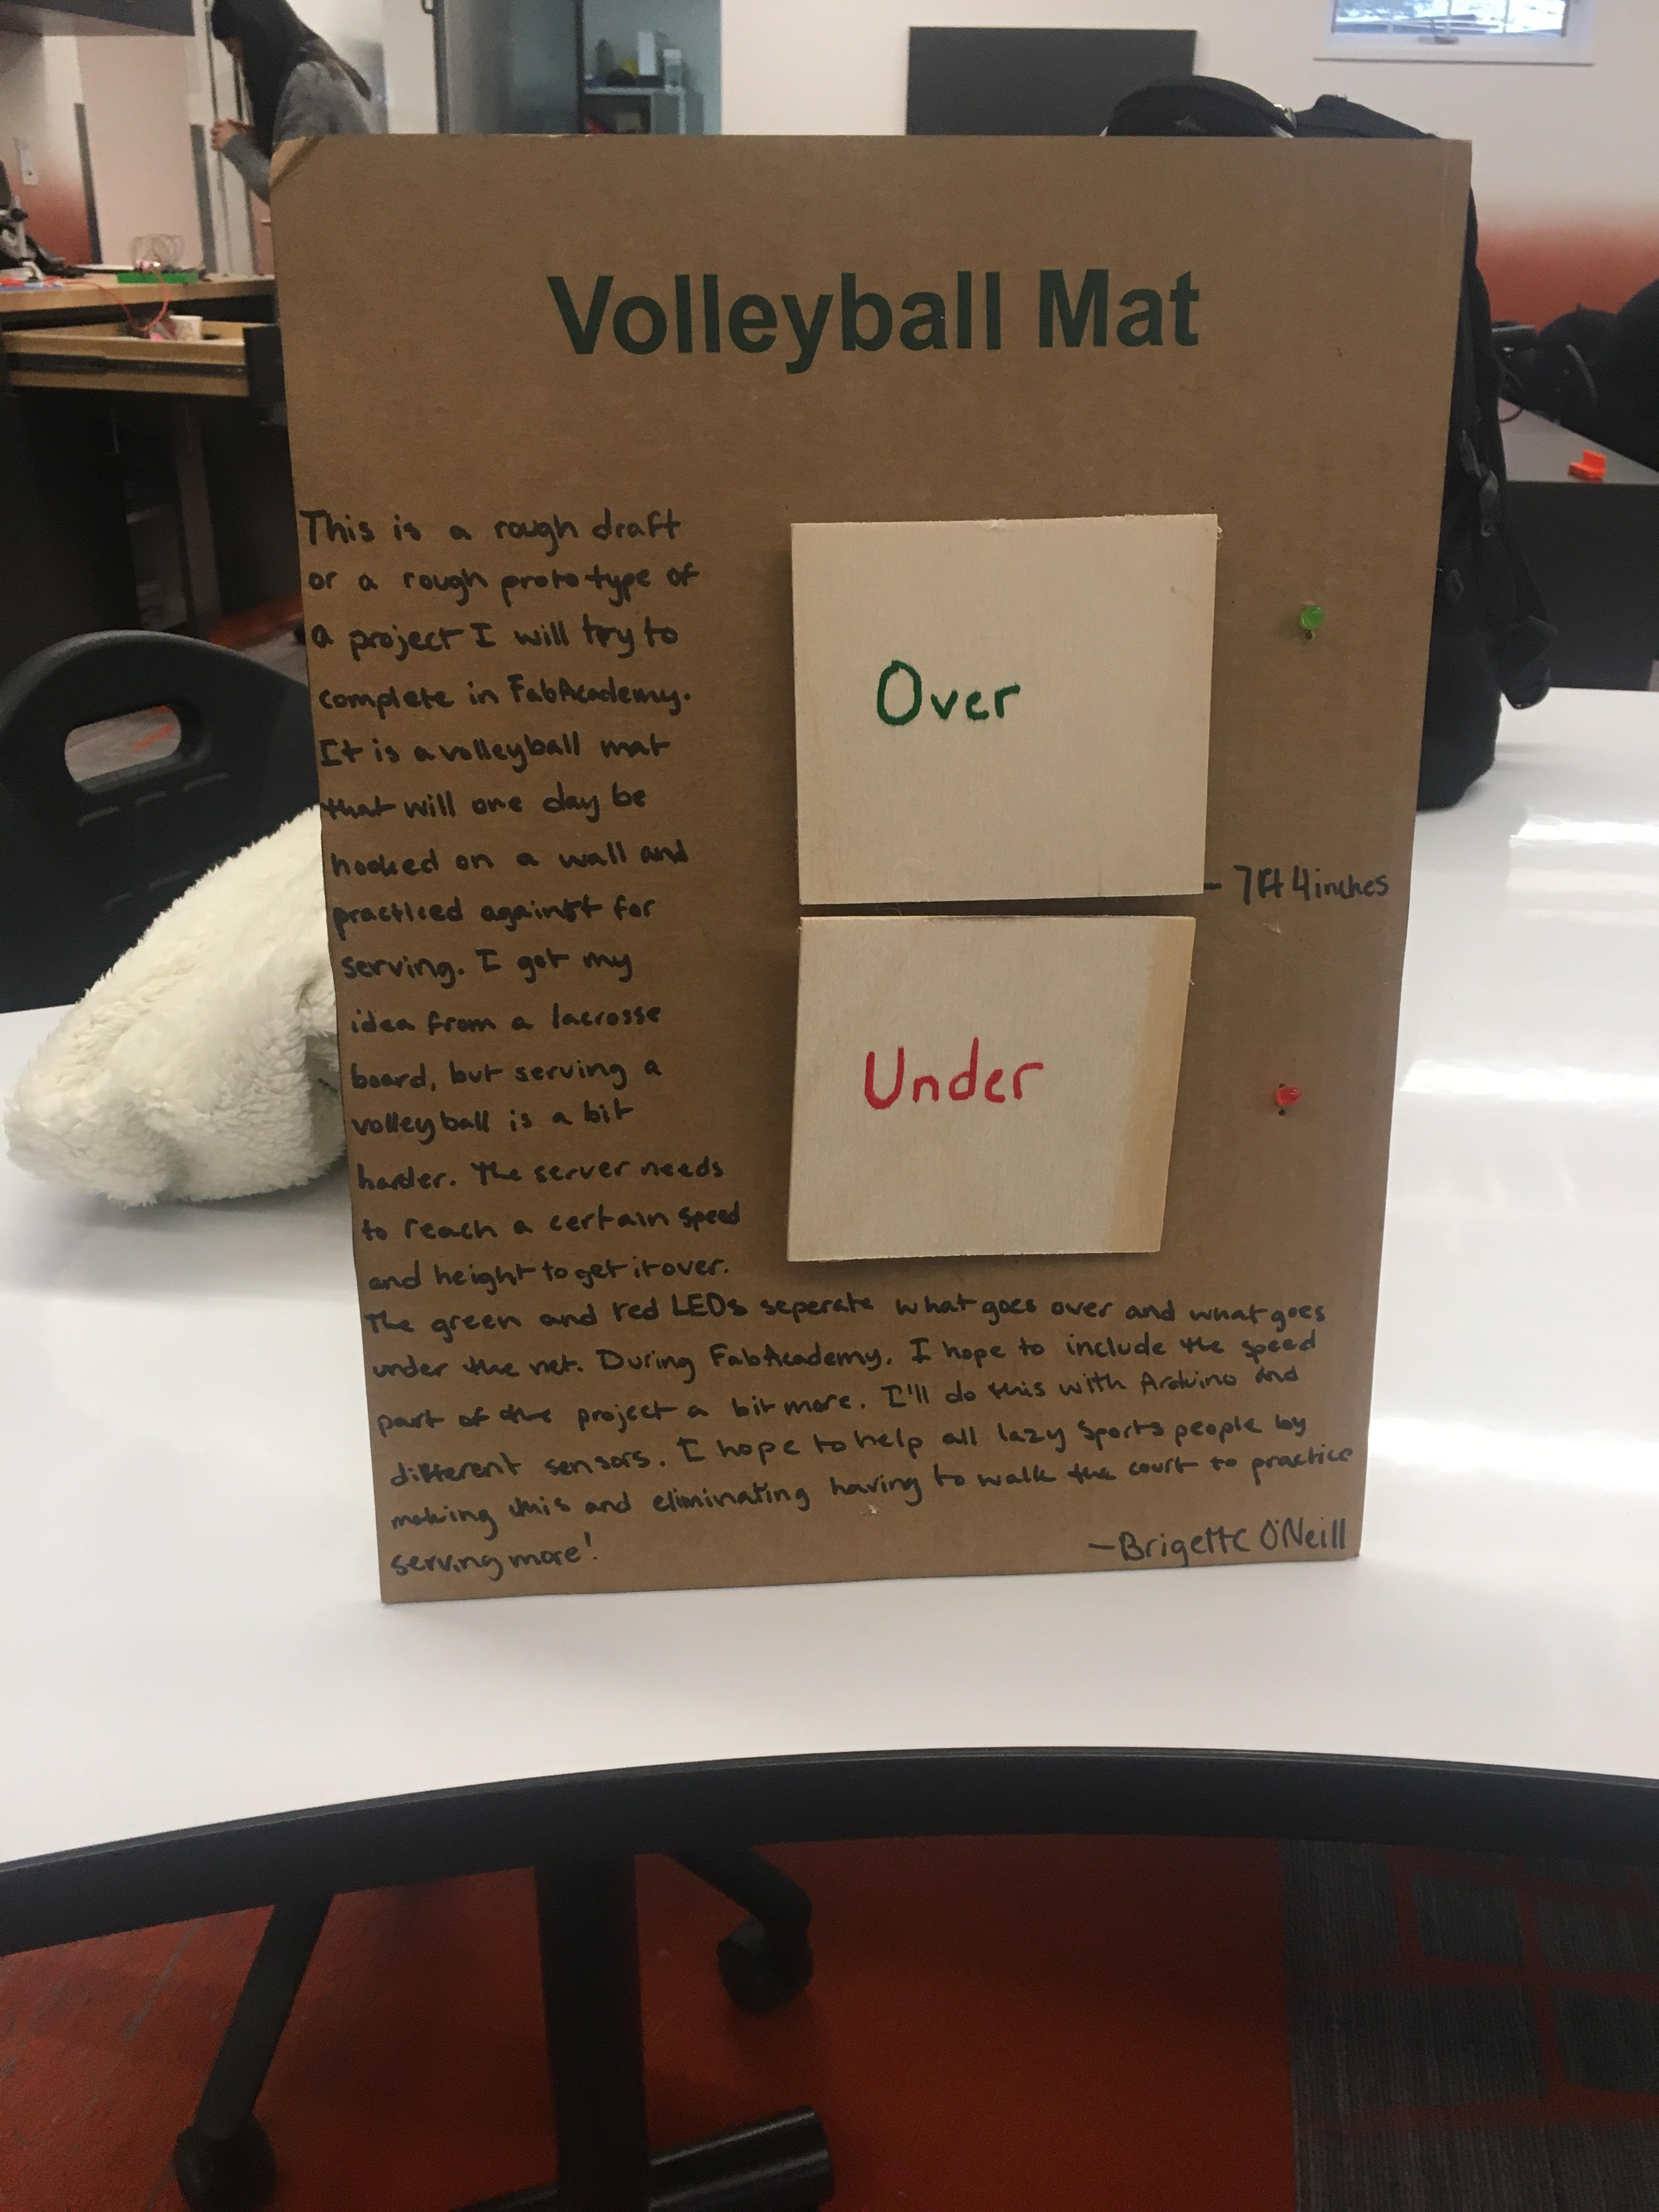 Volleyball Mat
This is a rough draft
or a rough prototype of
a project I will try to
complete in FabAcademy.
It is a volleyball mat
that will one day be
hooked on a wall and
practiced against for
serving. I got my
idea from a lacrosse
board, but serving a
volleyball is a bit
harder. The server needs
to reach a certain speed
and height to get it over.
The green and red LEDs seperate what goes over and what goes
under the net. During FabAcademy, I hope to include the speed
part of the project a bit more. I'll do this with Arduino and
different sensors. I hope to help all lazy sports people by
making this and eliminating having to walk the court to practice
serving more!
Over
- 7ft 4 inches
Under
-Brigette O'Neill